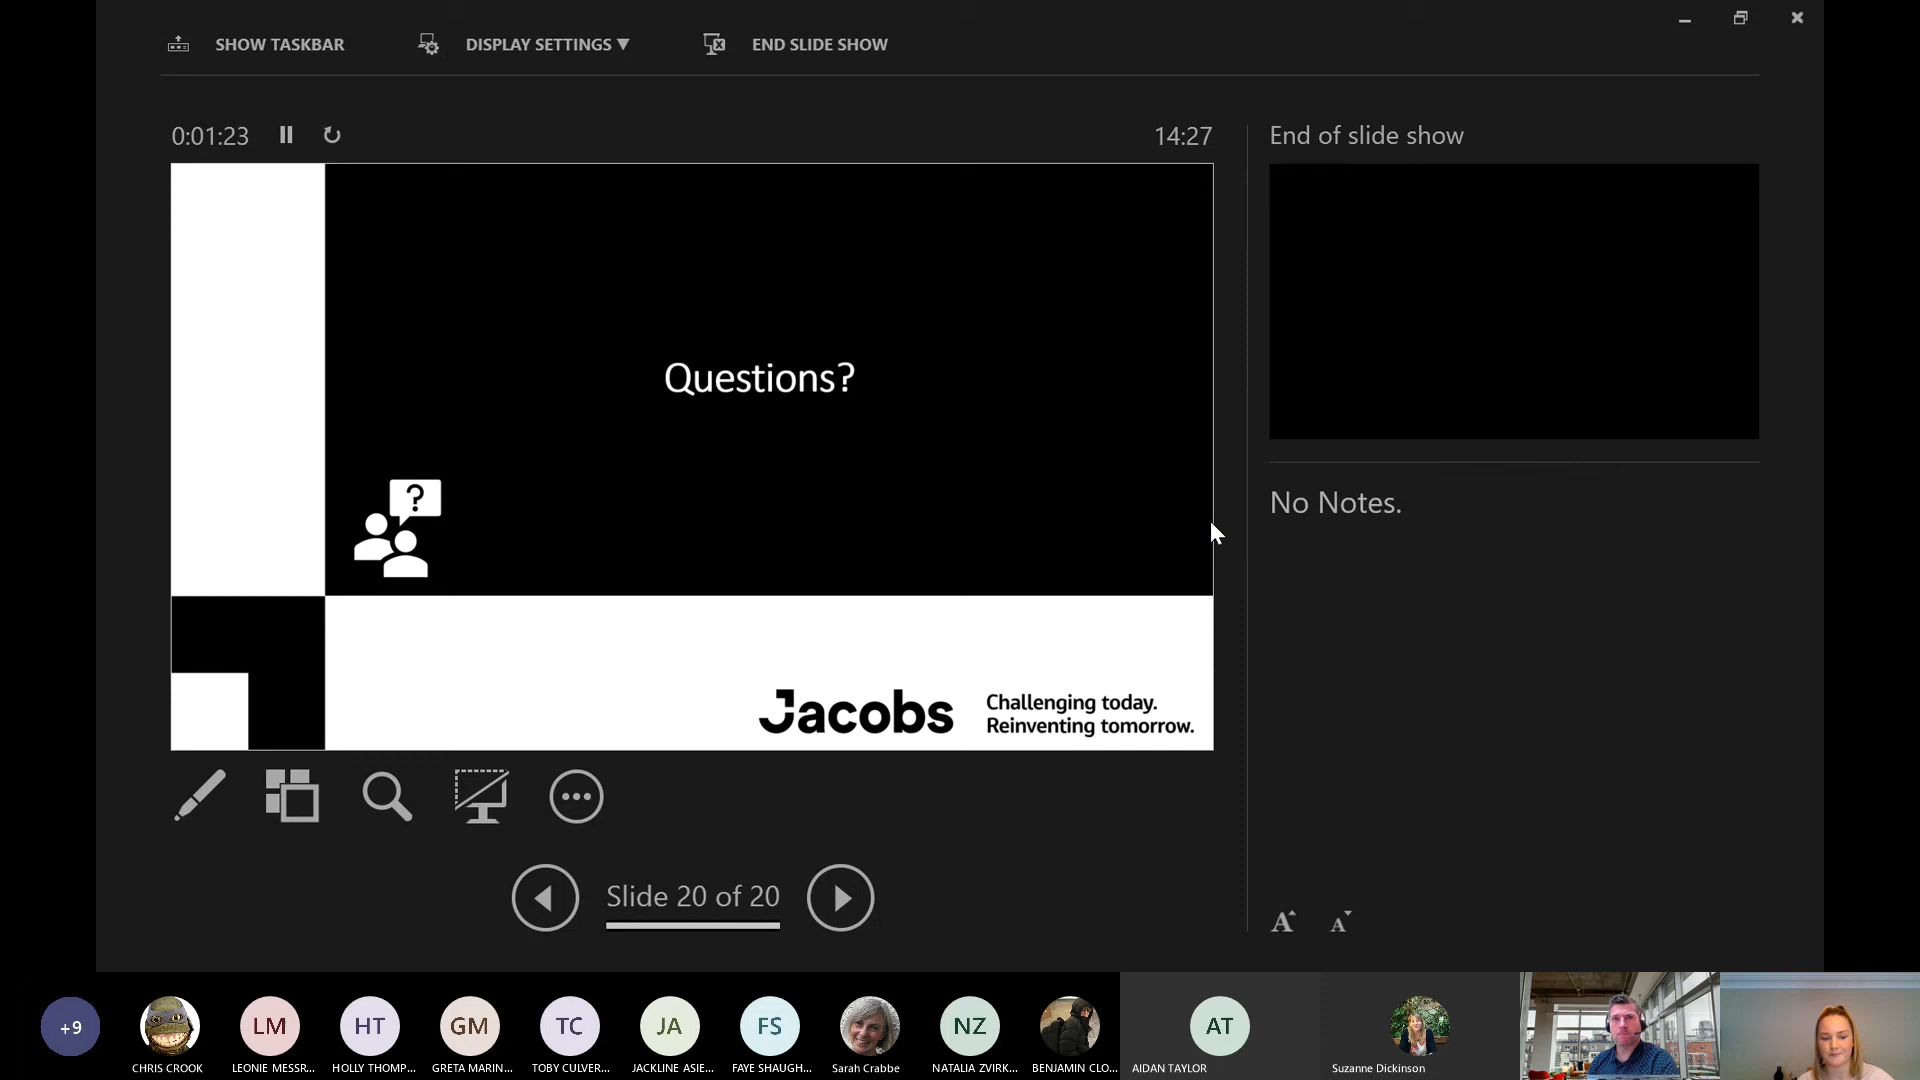 SHOW TASKBAR
DISPLAY SETTINGS ▼
END SLIDE SHOW
0:01:23
14:27
End of slide show
Questions?
?
Jacobs
Challenging today.
Reinventing tomorrow.
No Notes.
Slide 20 of 20
A A
+9
LM
HT
GM
TC
JA
FS
NZ
AT
CHRIS CROOK
LEONIE MESSR...
HOLLY THOMP...
GRETA MARIN...
TOBY CULVER...
JACKLINE ASIE...
FAYE SHAUGH...
Sarah Crabbe
NATALIA ZVIRK...
BENJAMIN CLO...
AIDAN TAYLOR
Suzanne Dickinson